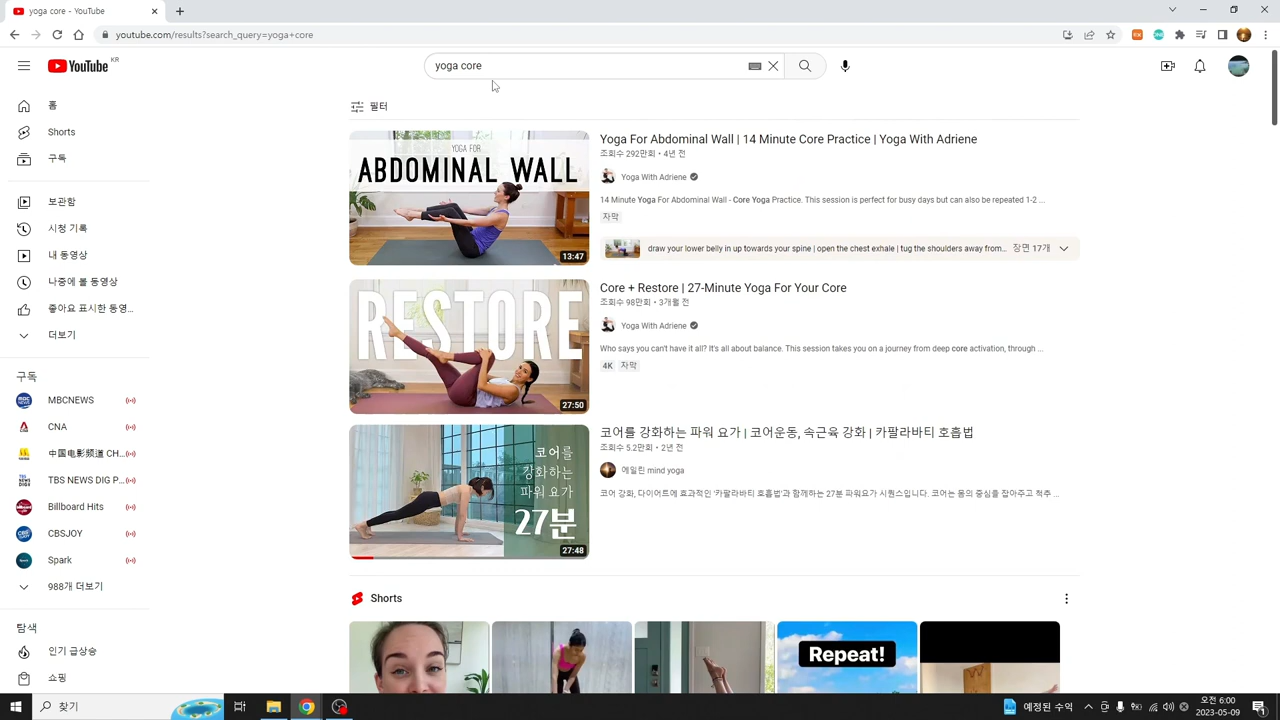 yoga core - YouTube
youtube.com/results?search_query=yoga+core
YouTube KR
yoga core
홈
Shorts
구독
보관함
시청 기록
내 동영상
나중에 볼 동영상
좋아요 표시한 동영...
더보기
구독
MBCNEWS
CNA
中国电影频道 CH...
TBS NEWS DIG P...
Billboard Hits
CBSJOY
Spark
988개 더보기
탐색
인기 급상승
쇼핑
필터
YOGA FOR
ABDOMINAL WALL
13:47
Yoga For Abdominal Wall | 14 Minute Core Practice | Yoga With Adriene
조회수 292만회 • 4년 전
Yoga With Adriene
14 Minute Yoga For Abdominal Wall - Core Yoga Practice. This session is perfect for busy days but can also be repeated 1-2 ...
자막
draw your lower belly in up towards your spine | open the chest exhale | tug the shoulders away from... 장면 17개
RESTORE
27:50
Core + Restore | 27-Minute Yoga For Your Core
조회수 98만회 • 3개월 전
Yoga With Adriene
Who says you can't have it all? It's all about balance. This session takes you on a journey from deep core activation, through ...
4K 자막
코어를
강화하는
파워 요가
27분
27:48
코어를 강화하는 파워 요가 | 코어운동, 속근육 강화 | 카팔라바티 호흡법
조회수 5.2만회 • 2년 전
에일린 mind yoga
코어 강화, 다이어트에 효과적인 '카팔라바티 호흡법'과 함께하는 27분 파워요가 시퀀스입니다. 코어는 몸의 중심을 잡아주고 척추 ...
Shorts
Repeat!
찾기
예정된 수익
오전 6:00
2023-05-09